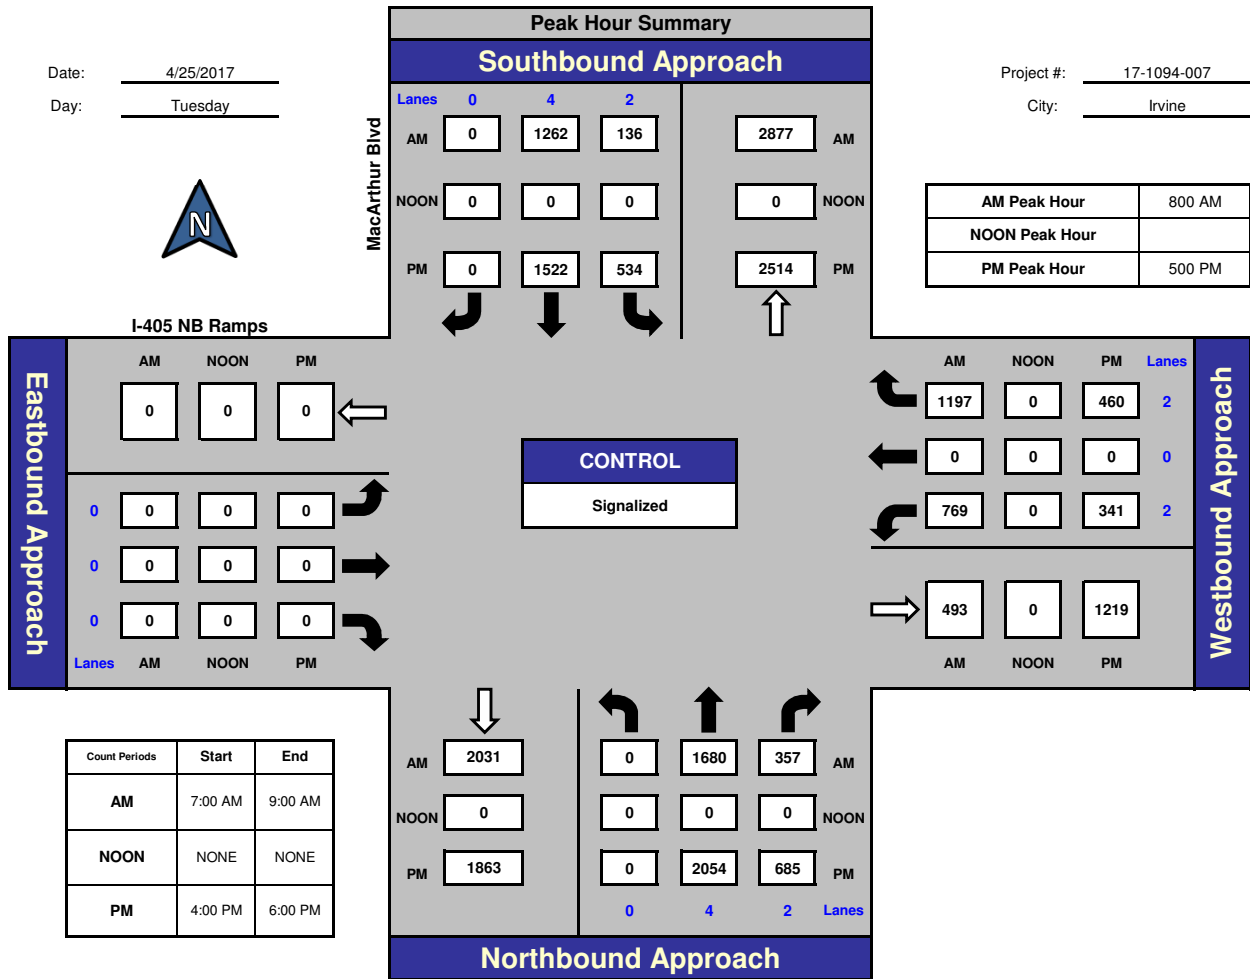 Peak Hour Summary
Southbound Approach
Date: 4/25/2017
Day: Tuesday
Project #: 17-1094-007
City: Irvine
N
MacArthur Blvd
Lanes 0 4 2
AM 0 1262 136 2877 AM
NOON 0 0 0 0 NOON
PM 0 1522 534 2514 PM
AM Peak Hour 800 AM
NOON Peak Hour
PM Peak Hour 500 PM
I-405 NB Ramps
Eastbound Approach
AM NOON PM
0 0 0
0 0 0 0
0 0 0 0
0 0 0 0
Lanes AM NOON PM
CONTROL
Signalized
AM NOON PM Lanes
1197 0 460 2
0 0 0 0
769 0 341 2
493 0 1219
AM NOON PM
Westbound Approach
Count Periods Start End
AM 7:00 AM 9:00 AM
NOON NONE NONE
PM 4:00 PM 6:00 PM
AM 2031 0 1680 357 AM
NOON 0 0 0 0 NOON
PM 1863 0 2054 685 PM
0 4 2 Lanes
Northbound Approach